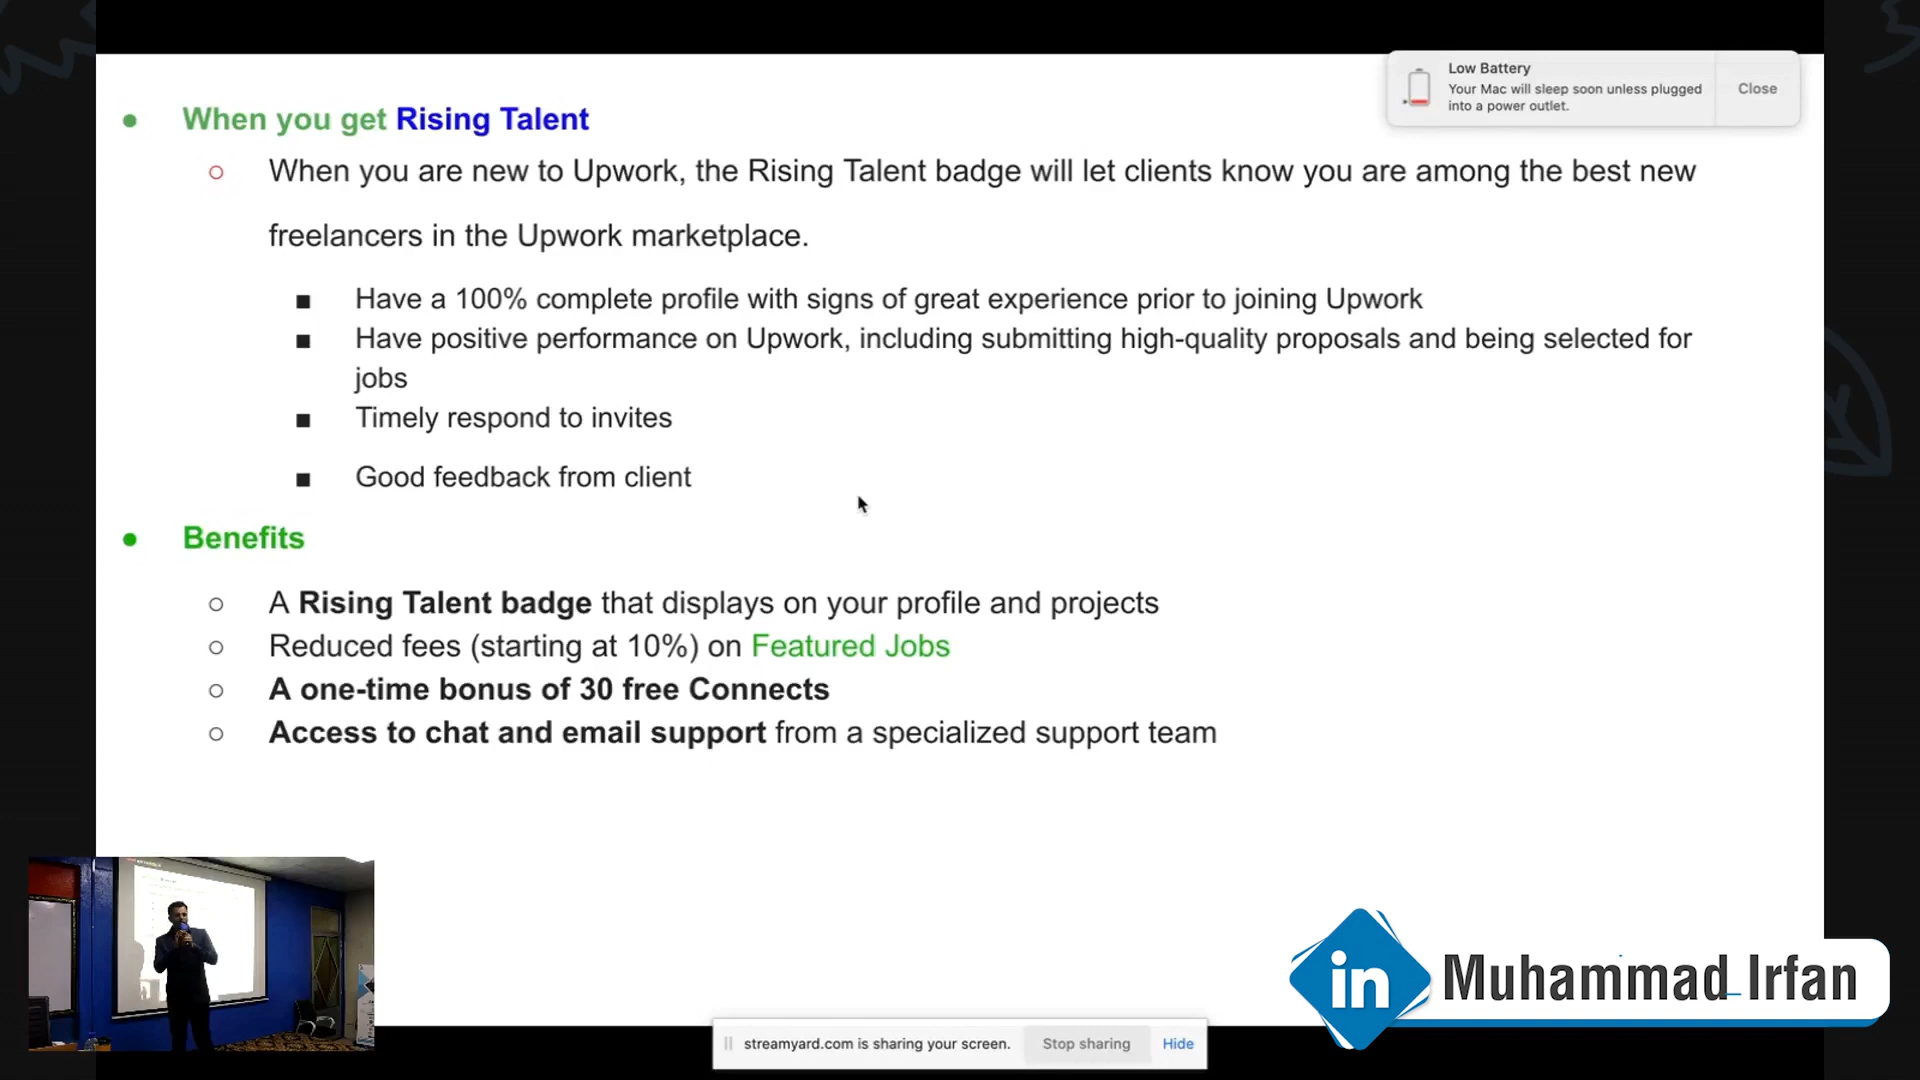 Low Battery
Your Mac will sleep soon unless plugged
into a power outlet.
Close
When you get Rising Talent
When you are new to Upwork, the Rising Talent badge will let clients know you are among the best new
freelancers in the Upwork marketplace.
Have a 100% complete profile with signs of great experience prior to joining Upwork
Have positive performance on Upwork, including submitting high-quality proposals and being selected for
jobs
Timely respond to invites
Good feedback from client
Benefits
A Rising Talent badge that displays on your profile and projects
Reduced fees (starting at 10%) on Featured Jobs
A one-time bonus of 30 free Connects
Access to chat and email support from a specialized support team
in Muhammad_Irfan
streamyard.com is sharing your screen. Stop sharing Hide